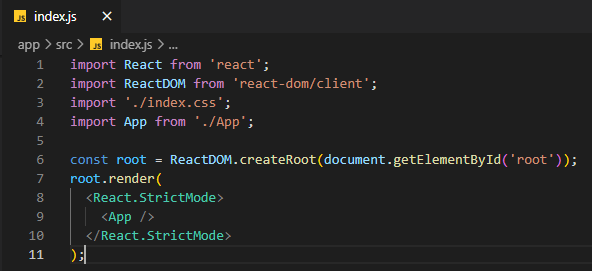 JS index.js ×
app > src > JS index.js > ...
1 import React from 'react';
2 import ReactDOM from 'react-dom/client';
3 import './index.css';
4 import App from './App';
5
6 const root = ReactDOM.createRoot(document.getElementById('root'));
7 root.render(
8   <React.StrictMode>
9     <App />
10   </React.StrictMode>
11 );